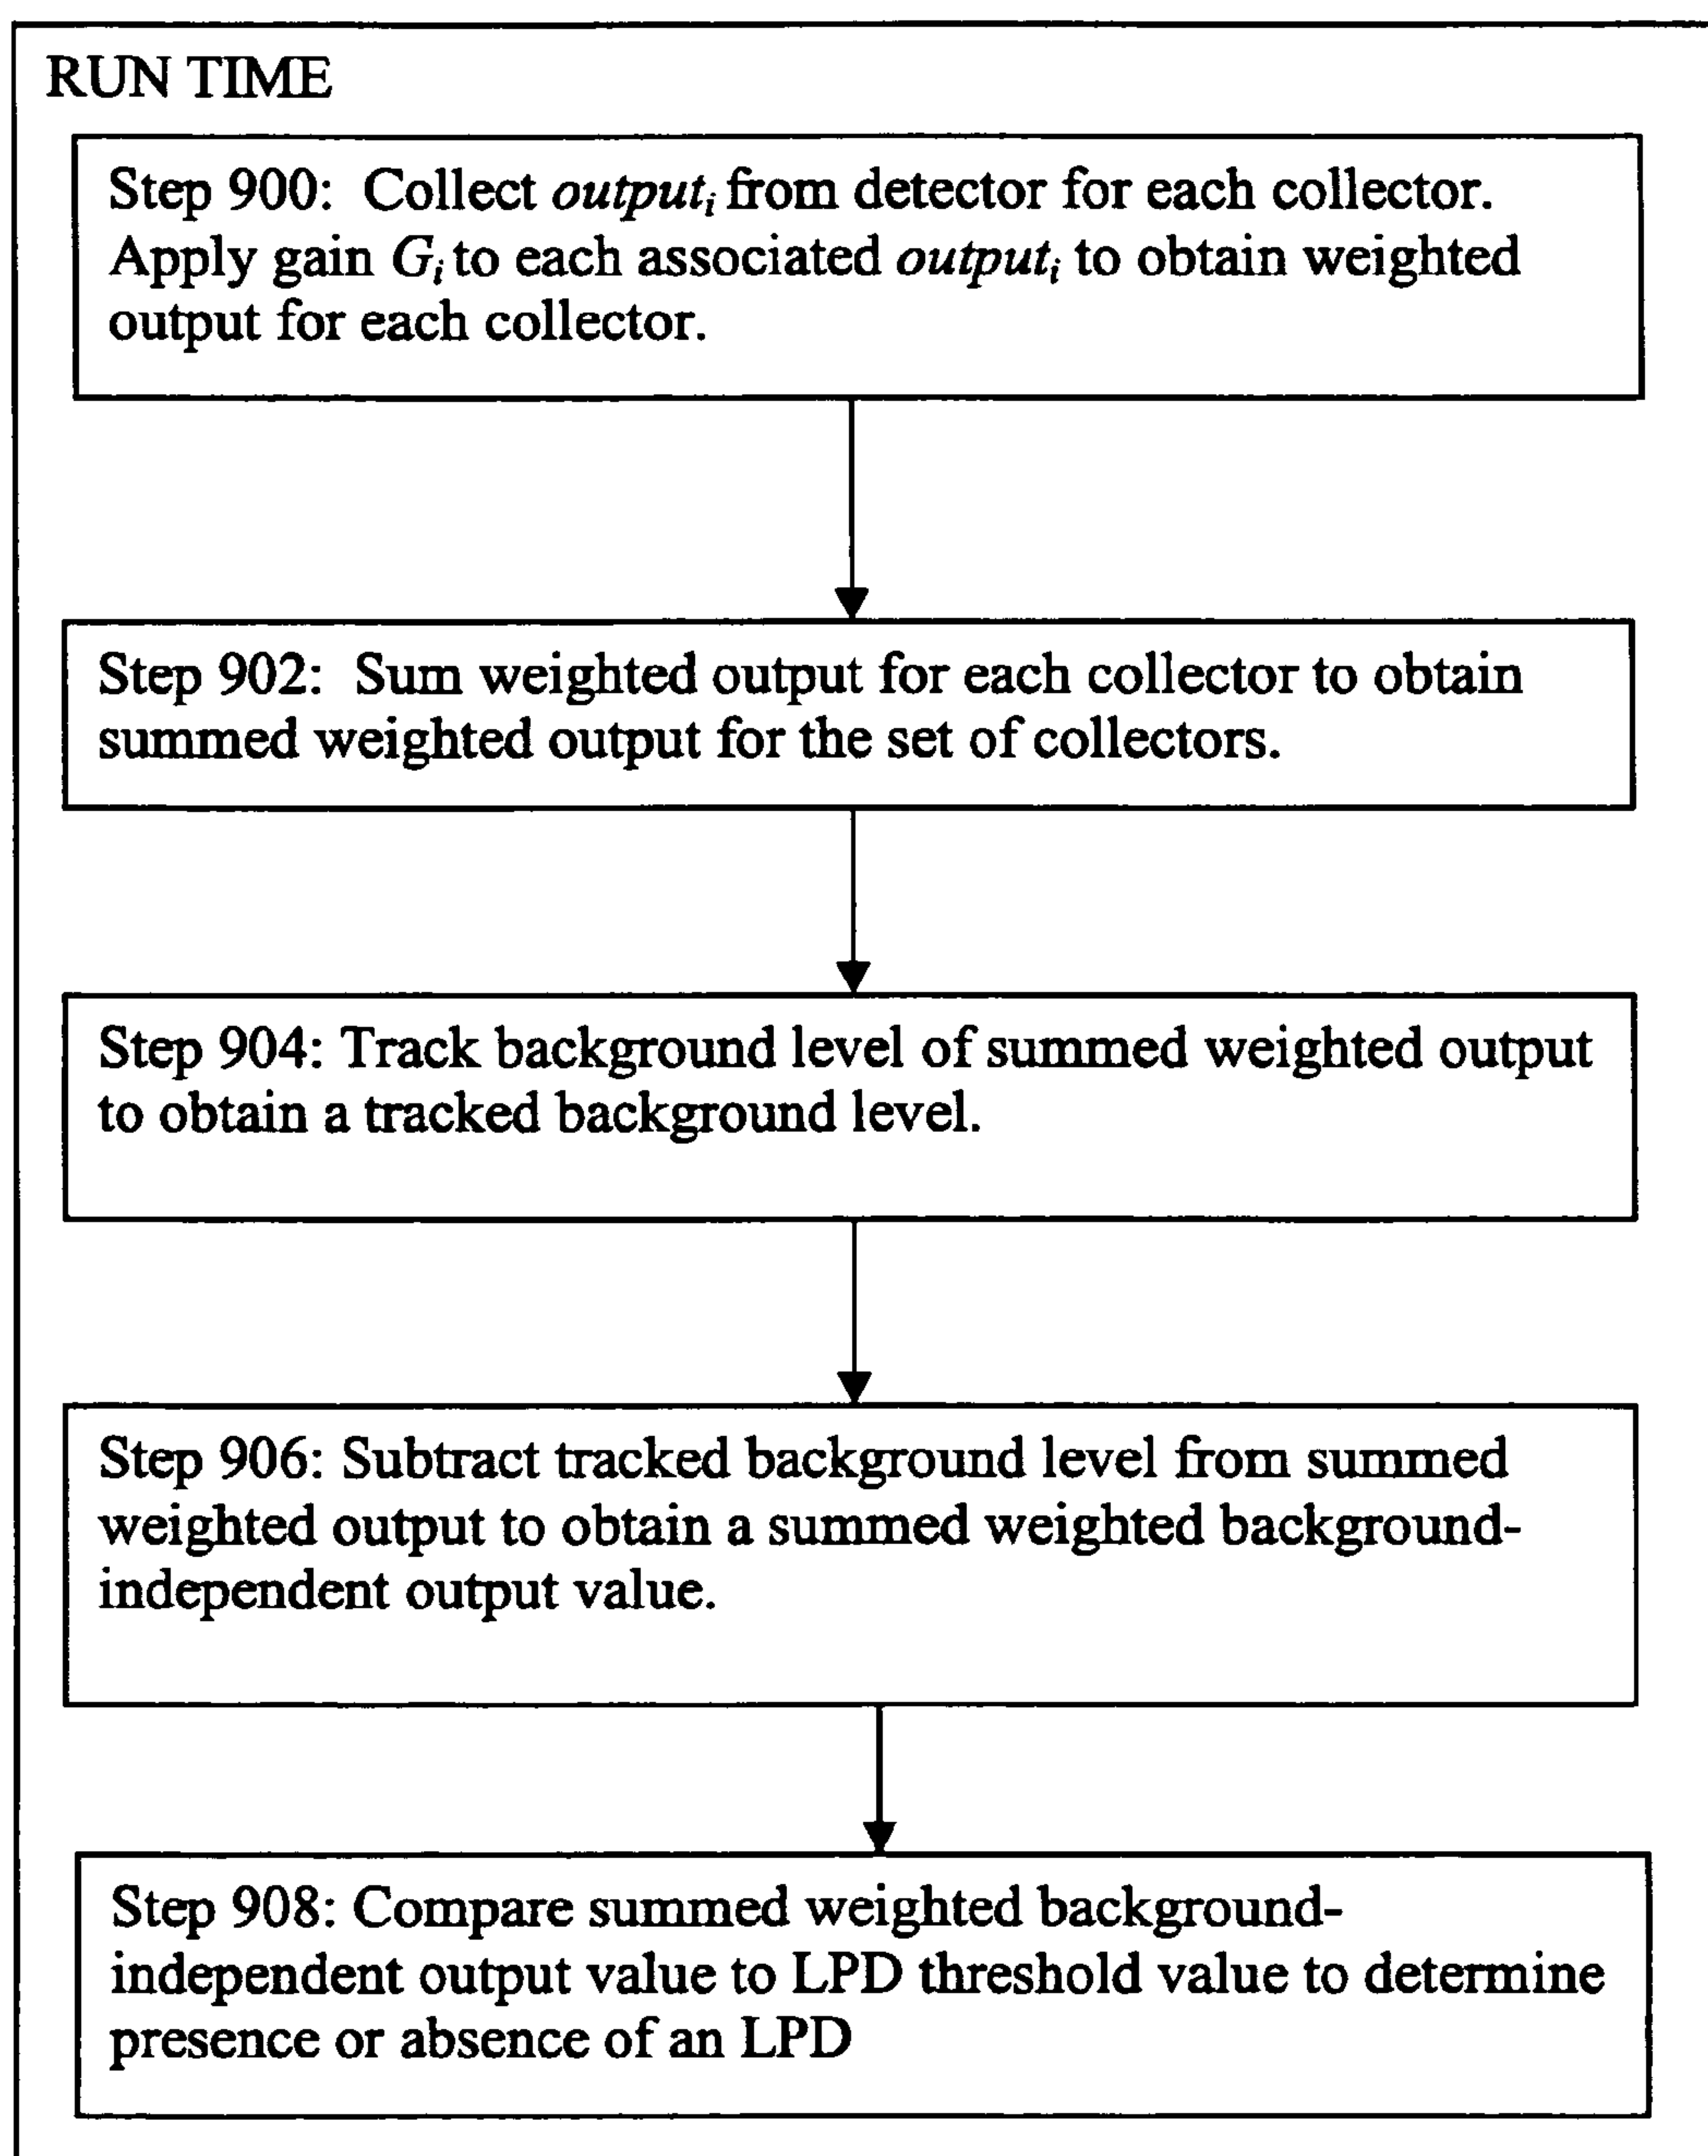 RUN TIME
Step 900: Collect output_i from detector for each collector.
Apply gain G_i to each associated output_i to obtain weighted
output for each collector.
Step 902: Sum weighted output for each collector to obtain
summed weighted output for the set of collectors.
Step 904: Track background level of summed weighted output
to obtain a tracked background level.
Step 906: Subtract tracked background level from summed
weighted output to obtain a summed weighted background-
independent output value.
Step 908: Compare summed weighted background-
independent output value to LPD threshold value to determine
presence or absence of an LPD